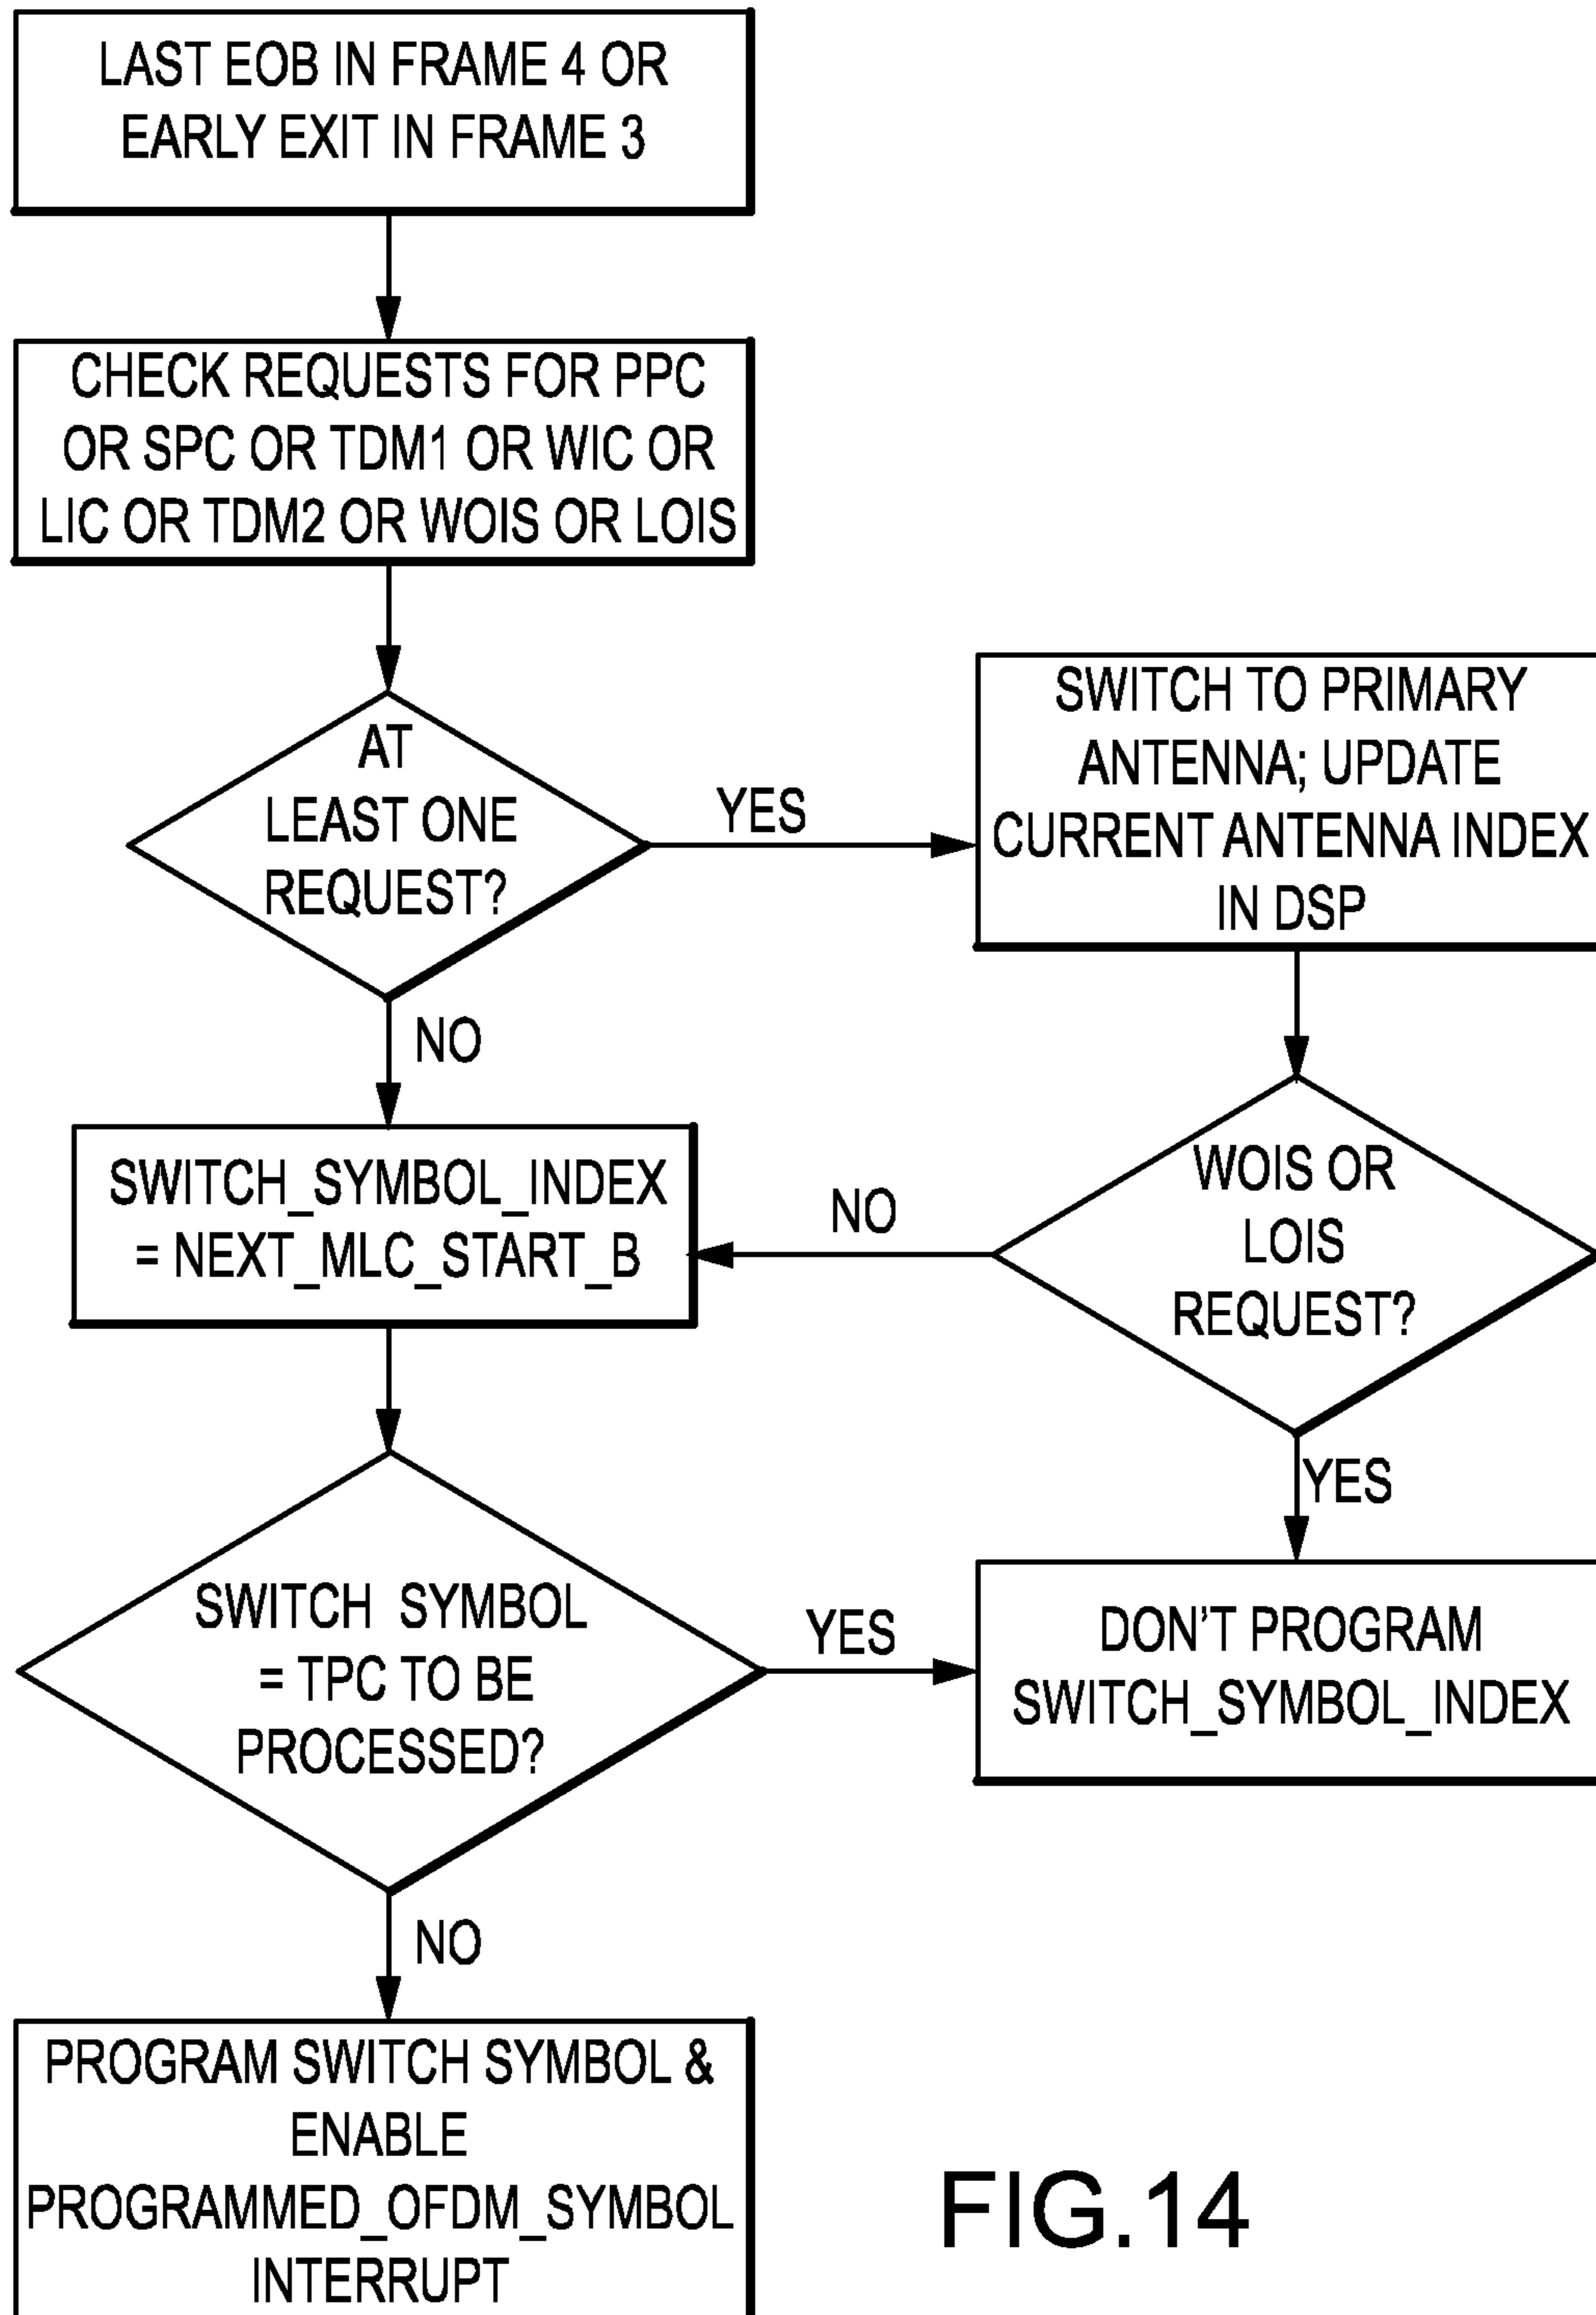 LAST EOB IN FRAME 4 OR
EARLY EXIT IN FRAME 3
CHECK REQUESTS FOR PPC
OR SPC OR TDM1 OR WIC OR
LIC OR TDM2 OR WOIS OR LOIS
AT
LEAST ONE
REQUEST?
YES
SWITCH TO PRIMARY
ANTENNA; UPDATE
CURRENT ANTENNA INDEX
IN DSP
NO
SWITCH_SYMBOL_INDEX
= NEXT_MLC_START_B
NO
WOIS OR
LOIS
REQUEST?
YES
SWITCH SYMBOL
= TPC TO BE
PROCESSED?
YES
DON'T PROGRAM
SWITCH_SYMBOL_INDEX
NO
PROGRAM SWITCH SYMBOL &
ENABLE
PROGRAMMED_OFDM_SYMBOL
INTERRUPT
FIG.14